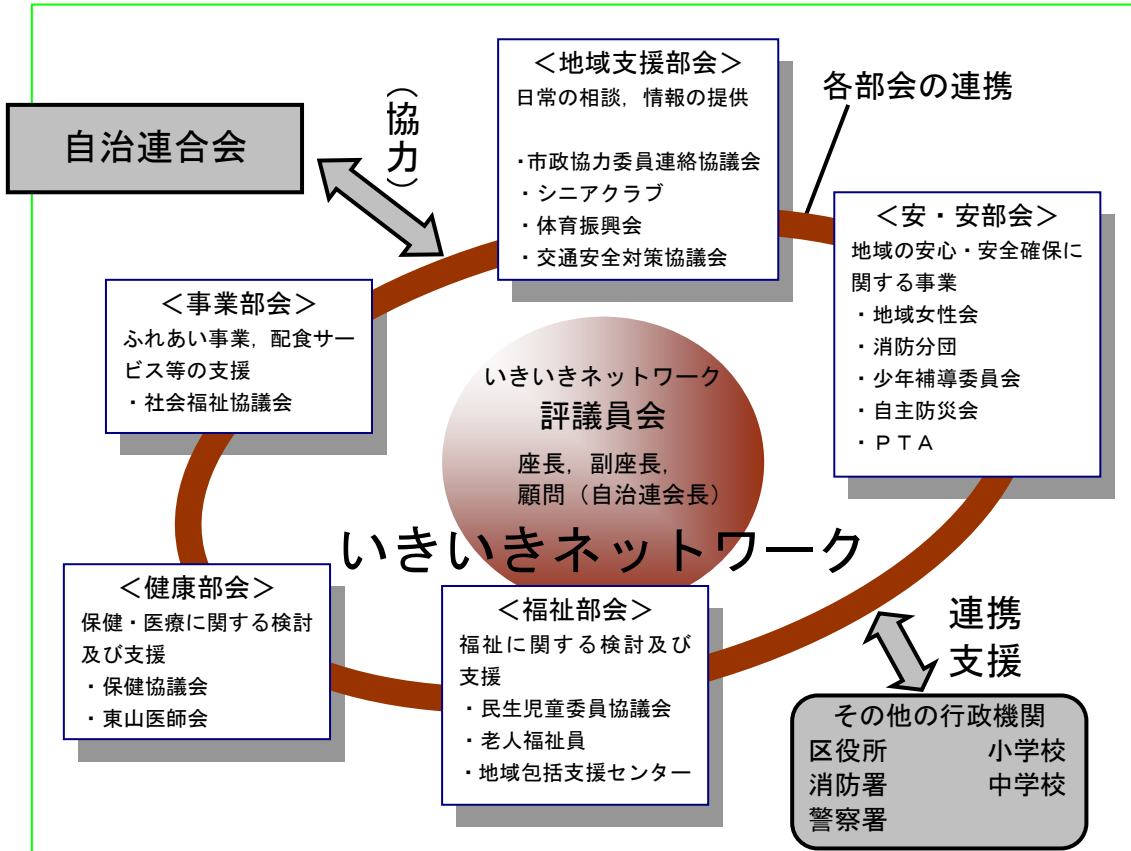 自治連合会
（協力）
＜地域支援部会＞
日常の相談，情報の提供
・市政協力委員連絡協議会
・シニアクラブ
・体育振興会
・交通安全対策協議会
各部会の連携
＜安・安部会＞
地域の安心・安全確保に
関する事業
・地域女性会
・消防分団
・少年補導委員会
・自主防災会
・ＰＴＡ
＜事業部会＞
ふれあい事業，配食サー
ビス等の支援
・社会福祉協議会
いきいきネットワーク
評議員会
座長，副座長，
顧問（自治連会長）
いきいきネットワーク
＜健康部会＞
保健・医療に関する検討
及び支援
・保健協議会
・東山医師会
＜福祉部会＞
福祉に関する検討及び
支援
・民生児童委員協議会
・老人福祉員
・地域包括支援センター
連携
支援
その他の行政機関
区役所　小学校
消防署　中学校
警察署